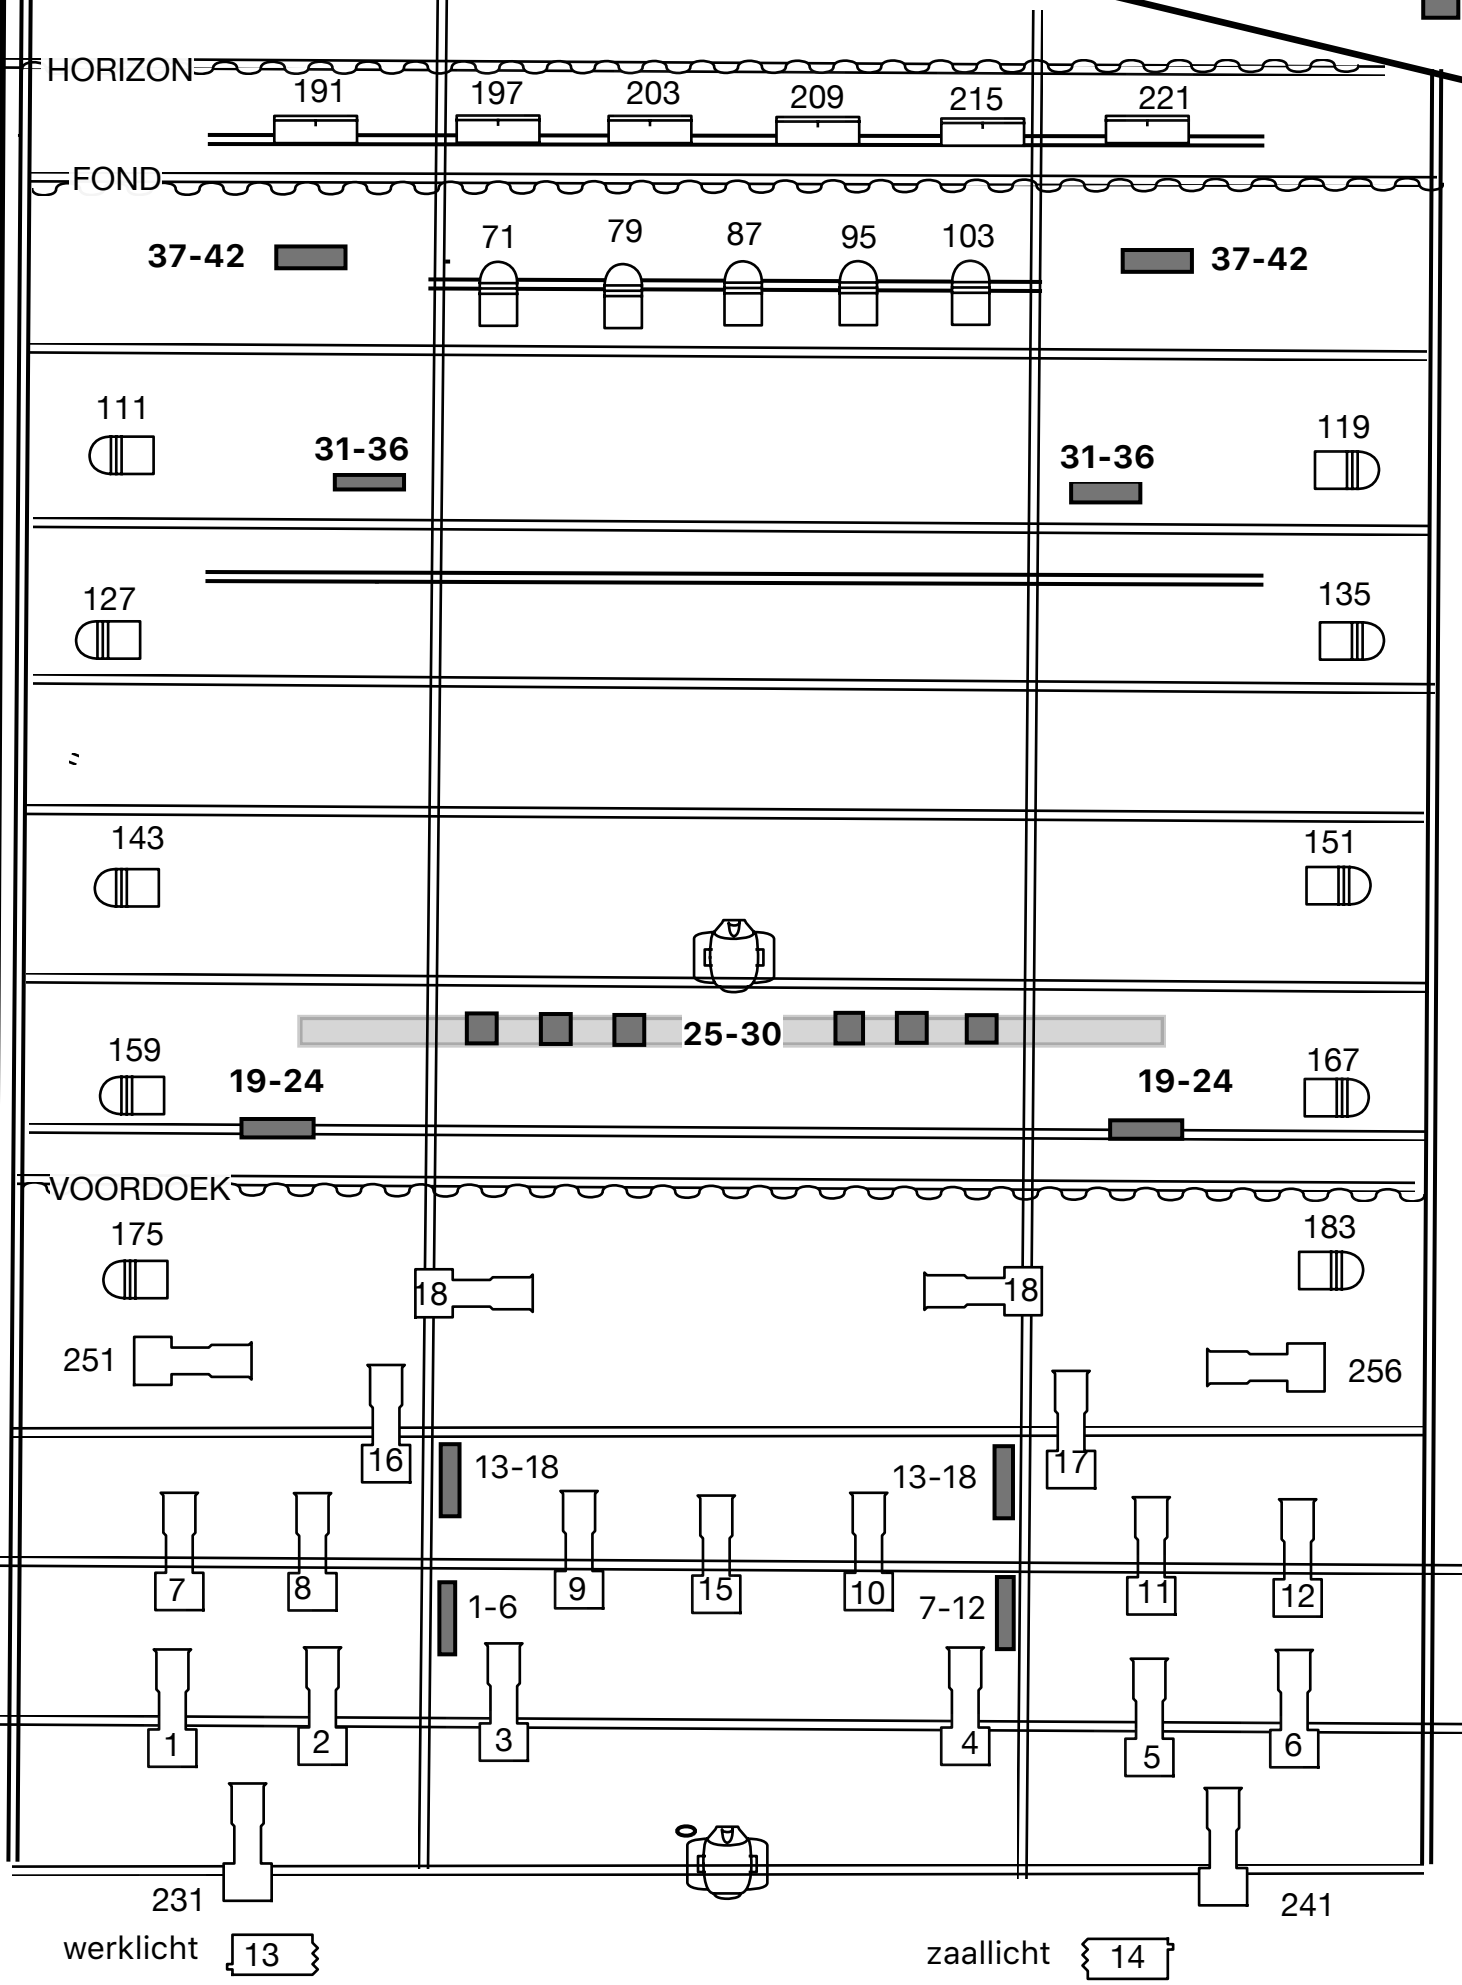 HORIZON
191 197 203 209 215 221
FOND
37-42 71 79 87 95 103 37-42
111 31-36 31-36 119
127 135
143 151
25-30
159 19-24 19-24 167
VOORDOEK
175 183
18 18
251 256
16 13-18 13-18 17
7 8 9 15 10 11 12
1-6 7-12
1 2 3 4 5 6
231 241
werklicht 13 zaallicht 14